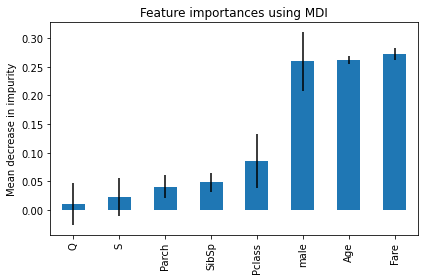 Feature importances using MDI
Mean decrease in impurity
0.30
0.25
0.20
0.15
0.10
0.05
0.00
Q
S
Parch
SibSp
Pclass
male
Age
Fare